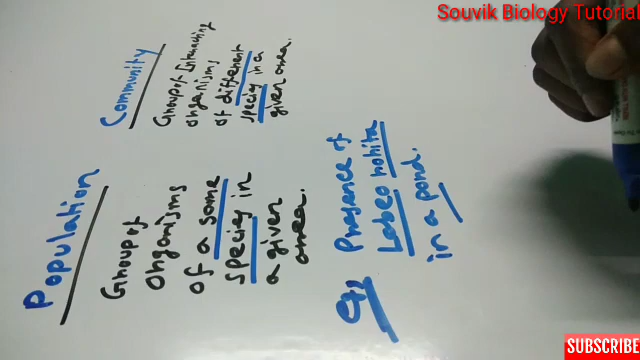 Souvik Biology Tutorial
Population
Group of
organisms
of a same
species in
a given
area.
Community
Group of Interacting
organisms
of different
species in a
given area.
Eg, Presence of
Labeo rohita
in a pond.
SUBSCRIBE